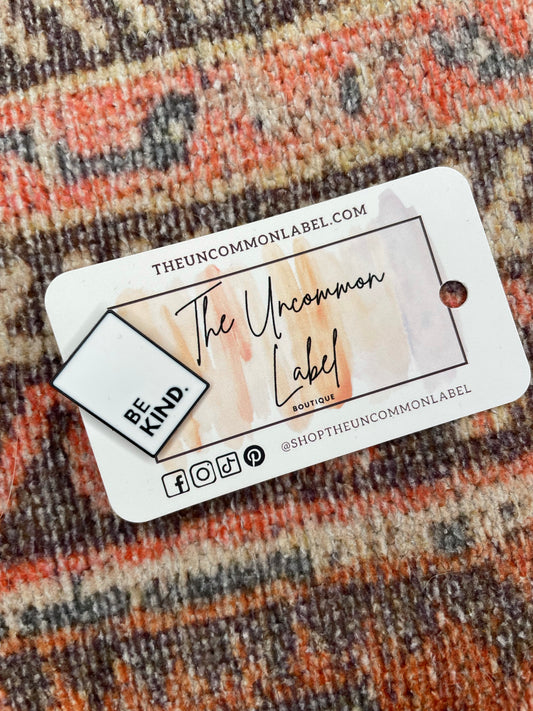 THEUNCOMMONLABEL.COM
The Uncommon
Label
BOUTIQUE
BE
KIND.
@SHOPTHEUNCOMMONLABEL